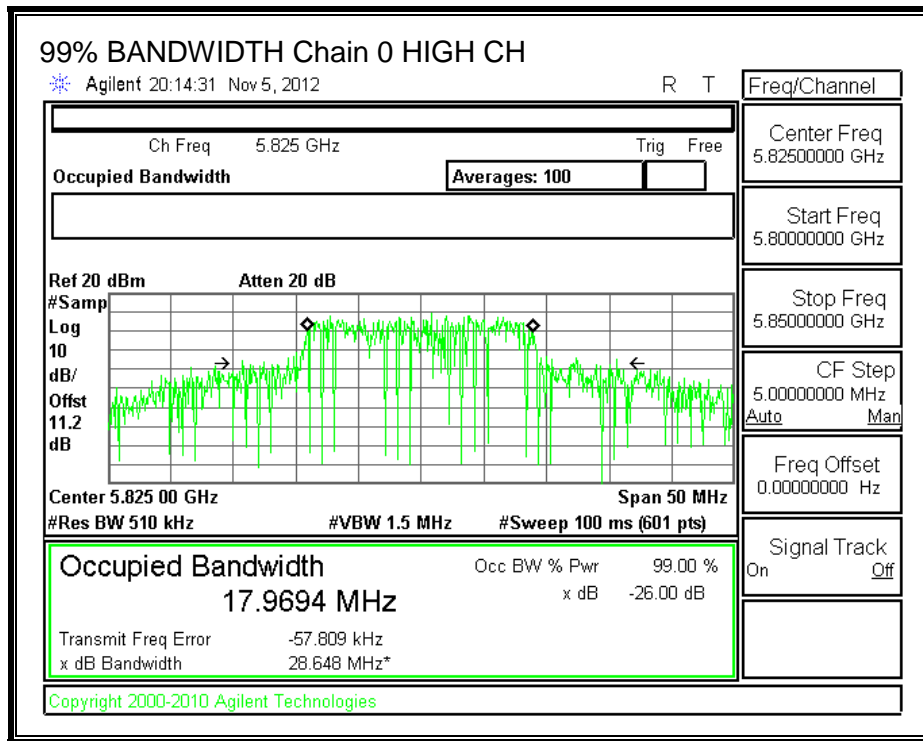 99% BANDWIDTH Chain 0 HIGH CH
Agilent 20:14:31 Nov 5, 2012 R T
Freq/Channel
Ch Freq 5.825 GHz Trig Free
Occupied Bandwidth Averages: 100
Center Freq
5.82500000 GHz
Start Freq
5.80000000 GHz
Stop Freq
5.85000000 GHz
CF Step
5.00000000 MHz
Auto Man
Freq Offset
0.00000000 Hz
Signal Track
On Off
Ref 20 dBm Atten 20 dB
#Samp
Log
10
dB/
Offst
11.2
dB
Center 5.825 00 GHz Span 50 MHz
#Res BW 510 kHz #VBW 1.5 MHz #Sweep 100 ms (601 pts)
Occupied Bandwidth Occ BW % Pwr 99.00 %
17.9694 MHz x dB -26.00 dB
Transmit Freq Error -57.809 kHz
x dB Bandwidth 28.648 MHz*
Copyright 2000-2010 Agilent Technologies